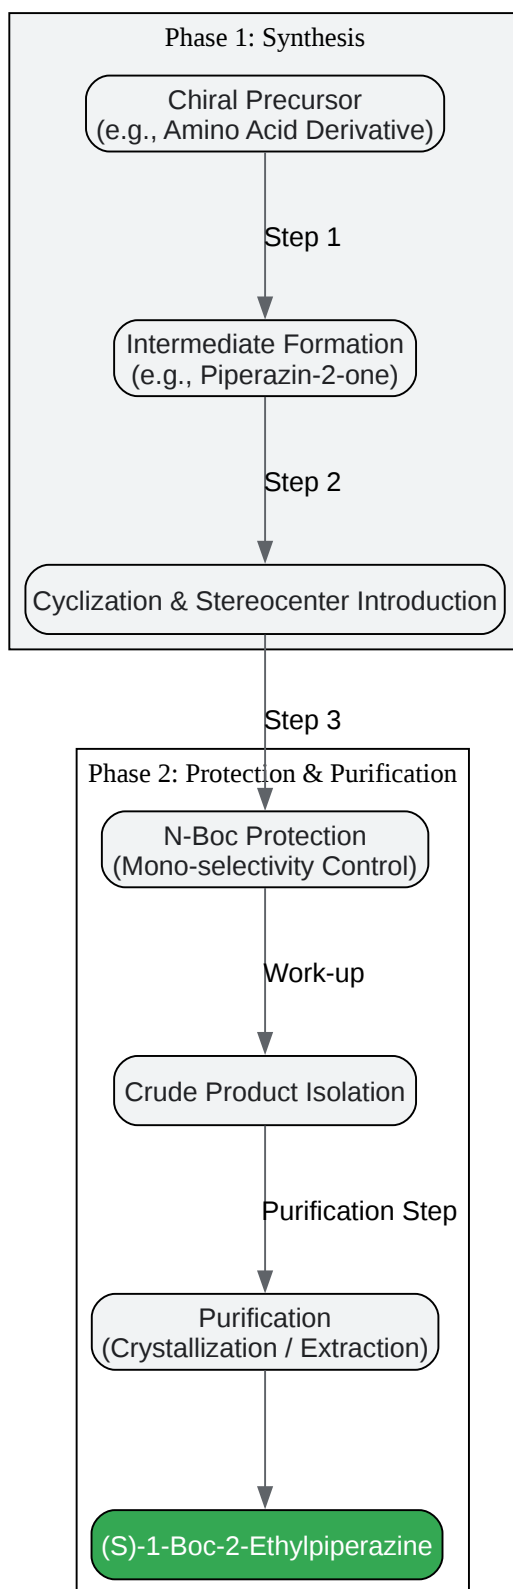 Phase 1: Synthesis
Chiral Precursor
(e.g., Amino Acid Derivative)
Step 1
Intermediate Formation
(e.g., Piperazin-2-one)
Step 2
Cyclization & Stereocenter Introduction
Step 3
Phase 2: Protection & Purification
N-Boc Protection
(Mono-selectivity Control)
Work-up
Crude Product Isolation
Purification Step
Purification
(Crystallization / Extraction)
(S)-1-Boc-2-Ethylpiperazine